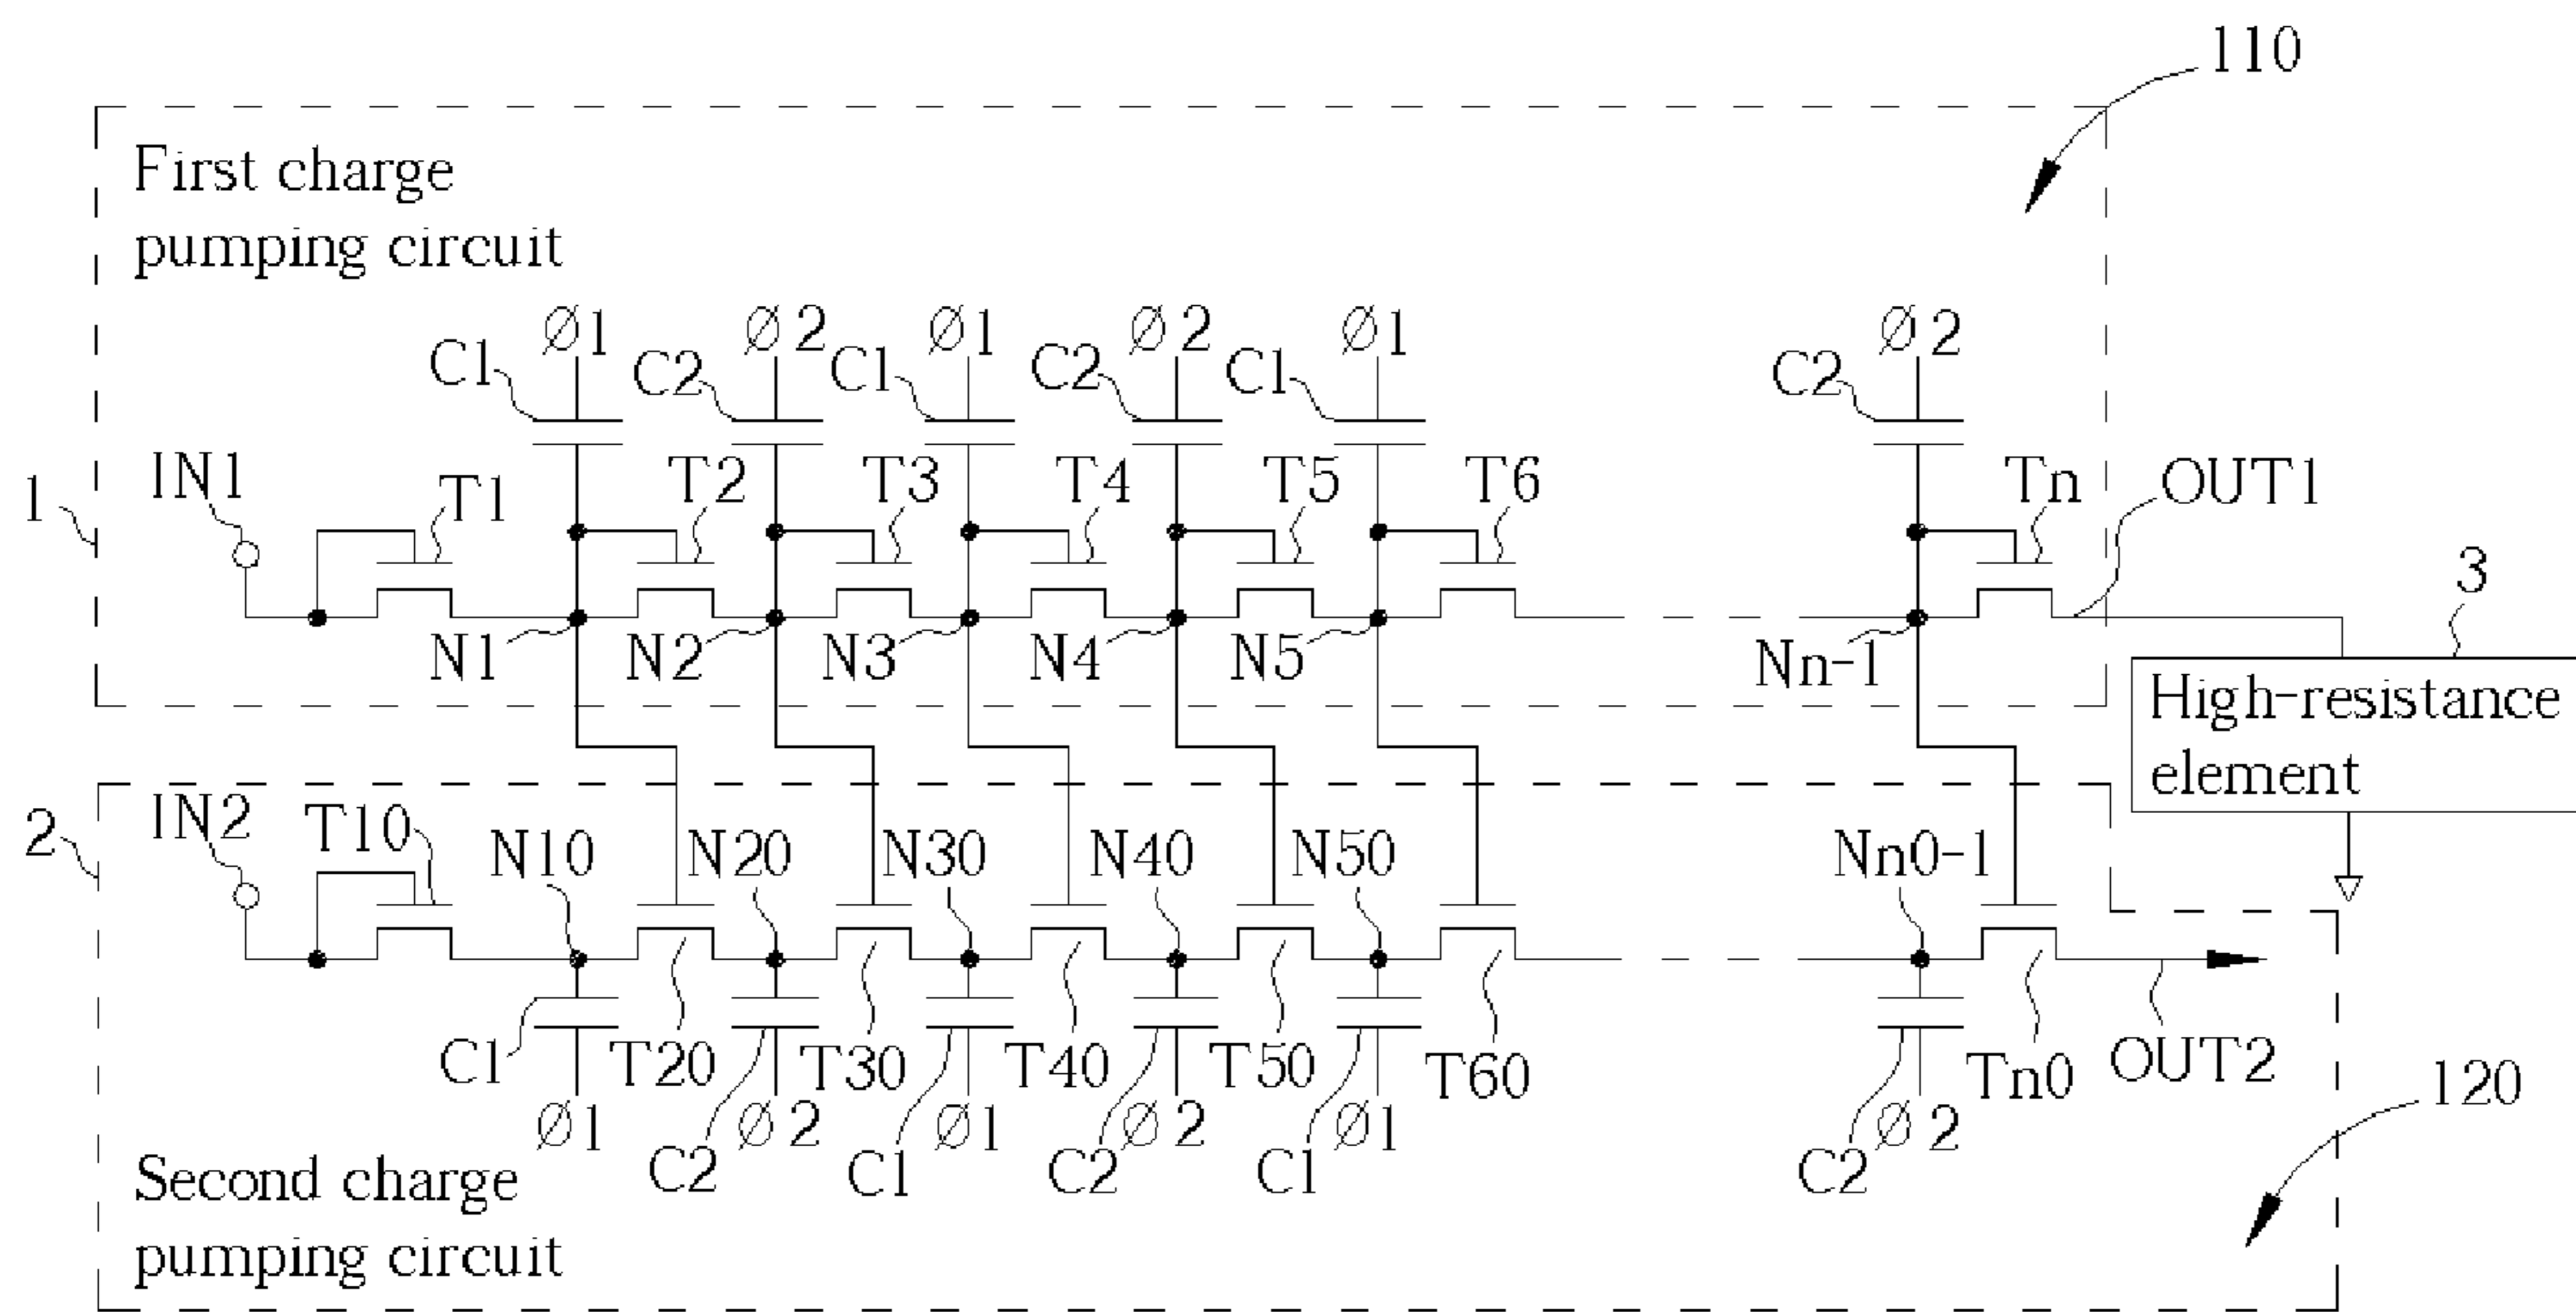 110
First charge
pumping circuit
Ø1 Ø2 Ø1 Ø2 Ø1 Ø2
C1 C2 C1 C2 C1 C2
1 IN1 T1 T2 T3 T4 T5 T6 Tn OUT1
3
N1 N2 N3 N4 N5 Nn-1
High-resistance
element
2 IN2 T10 N10 N20 N30 N40 N50 Nn0-1
C1 T20 T30 T40 T50 T60 Tn0 OUT2
120
Ø1 Ø2 Ø1 Ø2 Ø1 Ø2
C2 C1 C2 C1 C2
Second charge
pumping circuit